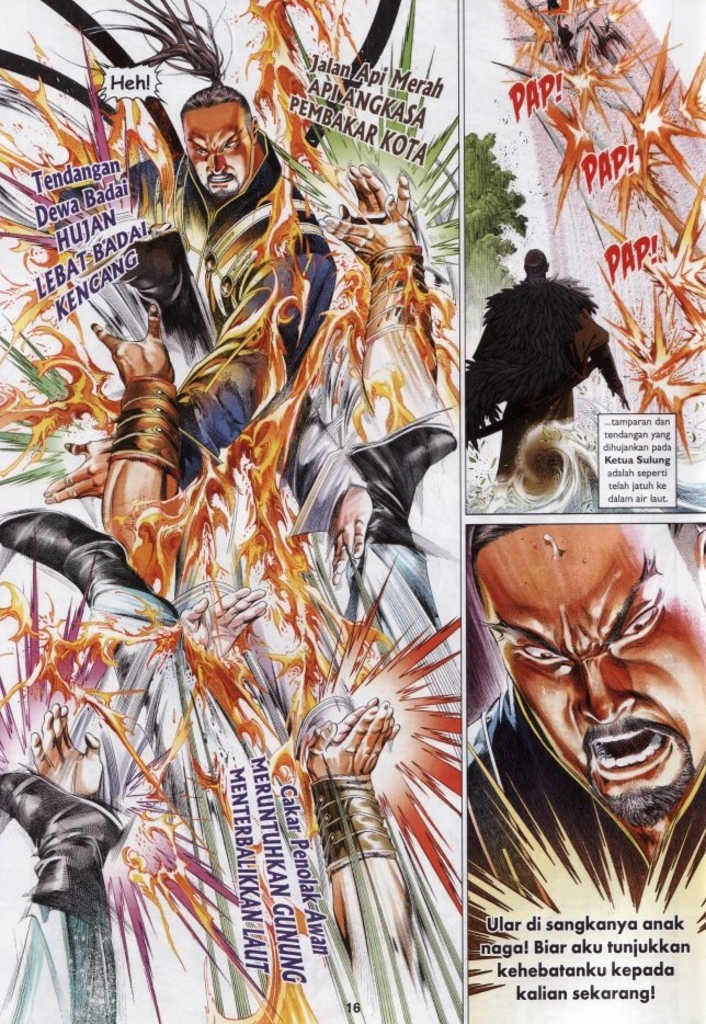 Heh!
Jalan Api Merah
API ANGKASA
PEMBAKAR KOTA
Tendangan
Dewa Badai
HUJAN
LEBAT BADAI
KENCANG
Cakar Penolak Awan
MERUNTUHKAN GUNUNG
MENTERBALIKKAN LAUT
16
PAP!
PAP!
PAP!
...tamparan dan
tendangan yang
dihujankan pada
Ketua Sulung
adalah seperti
telah jatuh ke
dalam air laut.
Ular di sangkanya anak
naga! Biar aku tunjukkan
kehebatanku kepada
kalian sekarang!